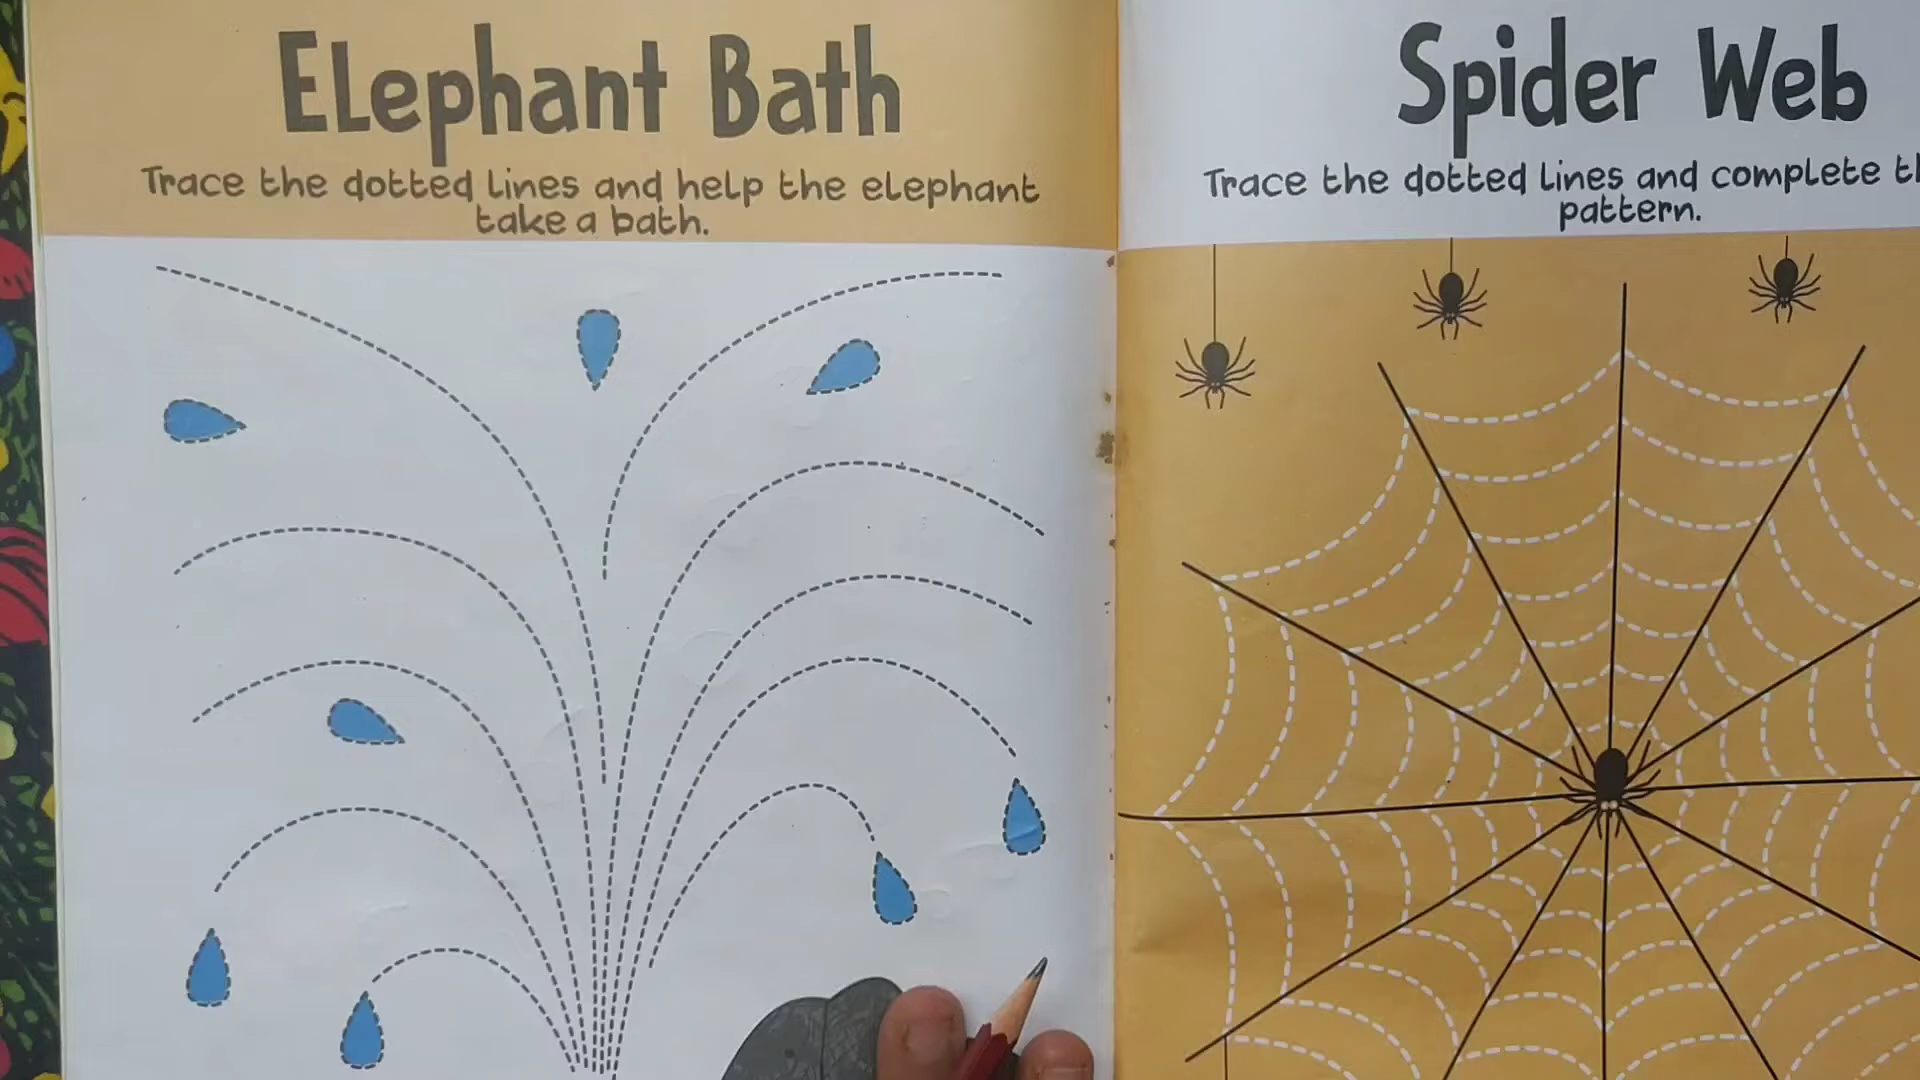 Elephant Bath
Trace the dotted lines and help the elephant
take a bath.
Spider Web
Trace the dotted lines and complete
pattern.